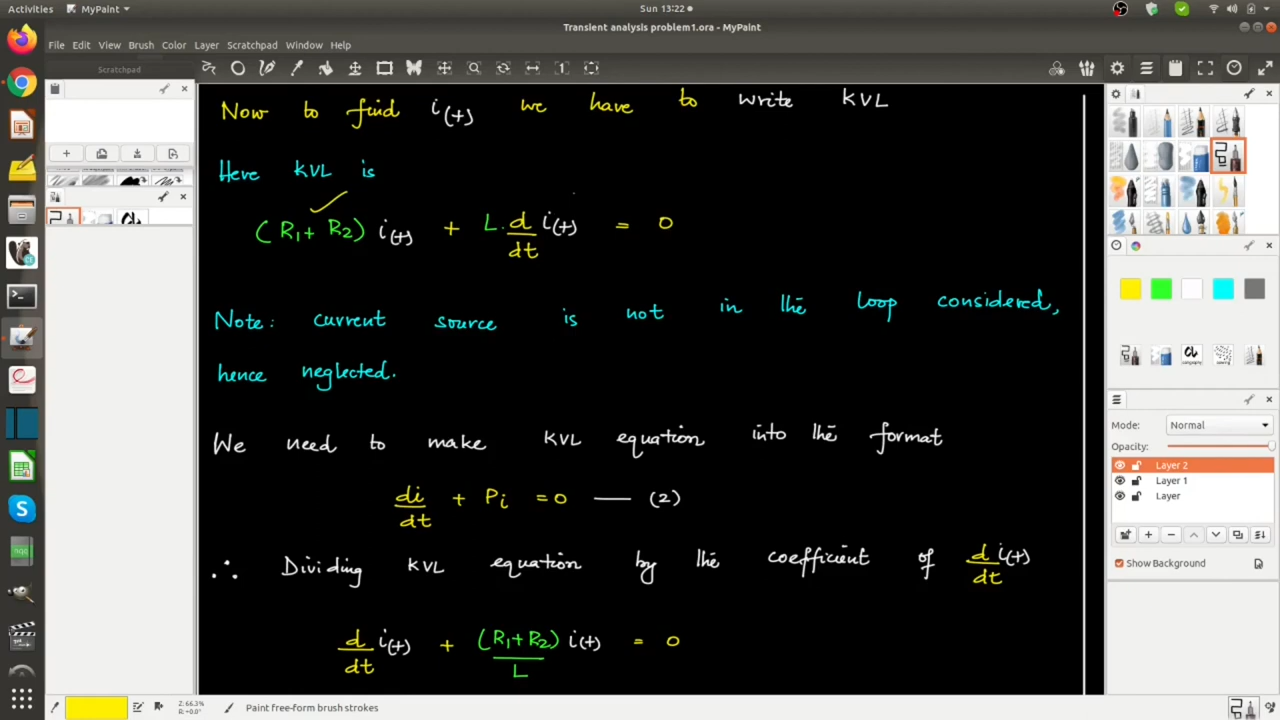 Activities MyPaint Sun 13:22
Transient analysis problem1.ora - MyPaint
File Edit View Brush Color Layer Scratchpad Window Help
Scratchpad
Now to find i(t) we have to write KVL
Here KVL is
(R1+ R2) i(t) + L. d/dt i(t) = 0
Note: current source is not in the loop considered,
hence neglected.
We need to make KVL equation into the format
di/dt + Pi = 0 — (2)
∴ Dividing KVL equation by the coefficient of d/dt i(t)
d/dt i(t) + (R1+R2)/L i(t) = 0
Mode: Normal
Opacity:
Layer 2
Layer 1
Layer
Show Background
Z: 66.3%
R: +0.0°
Paint free-form brush strokes